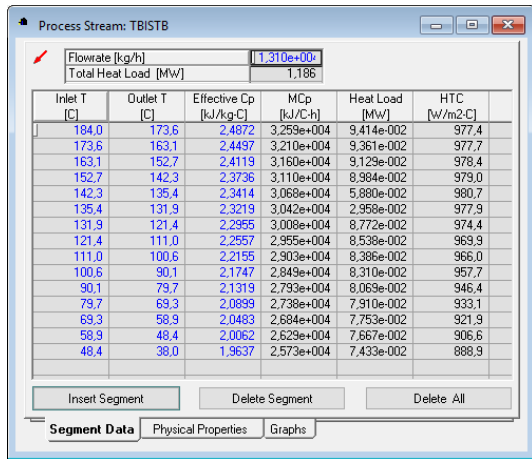 Process Stream: TBISTB
Flowrate [kg/h] 1,310e+004
Total Heat Load [MW] 1,186
Inlet T Outlet T Effective Cp MCp Heat Load HTC
[C] [C] [kJ/kg-C] [kJ/C-h] [MW] [W/m2-C]
184,0 173,6 2,4872 3,259e+004 9,414e-002 977,4
173,6 163,1 2,4497 3,210e+004 9,361e-002 977,7
163,1 152,7 2,4119 3,160e+004 9,129e-002 978,4
152,7 142,3 2,3736 3,110e+004 8,984e-002 979,0
142,3 135,4 2,3414 3,068e+004 5,880e-002 980,7
135,4 131,9 2,3219 3,042e+004 2,958e-002 977,9
131,9 121,4 2,2955 3,008e+004 8,772e-002 974,4
121,4 111,0 2,2557 2,955e+004 8,538e-002 969,9
111,0 100,6 2,2155 2,903e+004 8,386e-002 966,0
100,6 90,1 2,1747 2,849e+004 8,310e-002 957,7
90,1 79,7 2,1319 2,793e+004 8,069e-002 946,4
79,7 69,3 2,0899 2,738e+004 7,910e-002 933,1
69,3 58,9 2,0483 2,684e+004 7,753e-002 921,9
58,9 48,4 2,0062 2,629e+004 7,667e-002 906,6
48,4 38,0 1,9637 2,573e+004 7,433e-002 888,9
Insert Segment Delete Segment Delete All
Segment Data Physical Properties Graphs